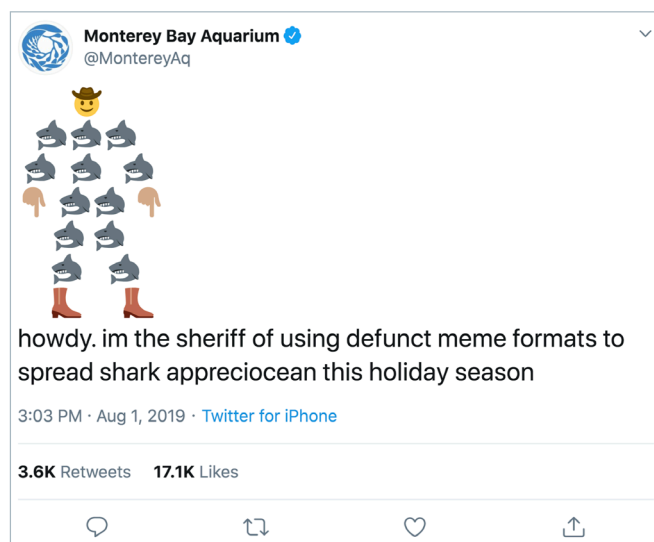 Monterey Bay Aquarium
@MontereyAq
🤠
🦈🦈🦈
🦈 🦈 🦈
👇🏽 🦈🦈 👇🏽
🦈🦈
🦈 🦈
👢 👢
howdy. im the sheriff of using defunct meme formats to
spread shark appreciocean this holiday season
3:03 PM · Aug 1, 2019 · Twitter for iPhone
3.6K Retweets 17.1K Likes